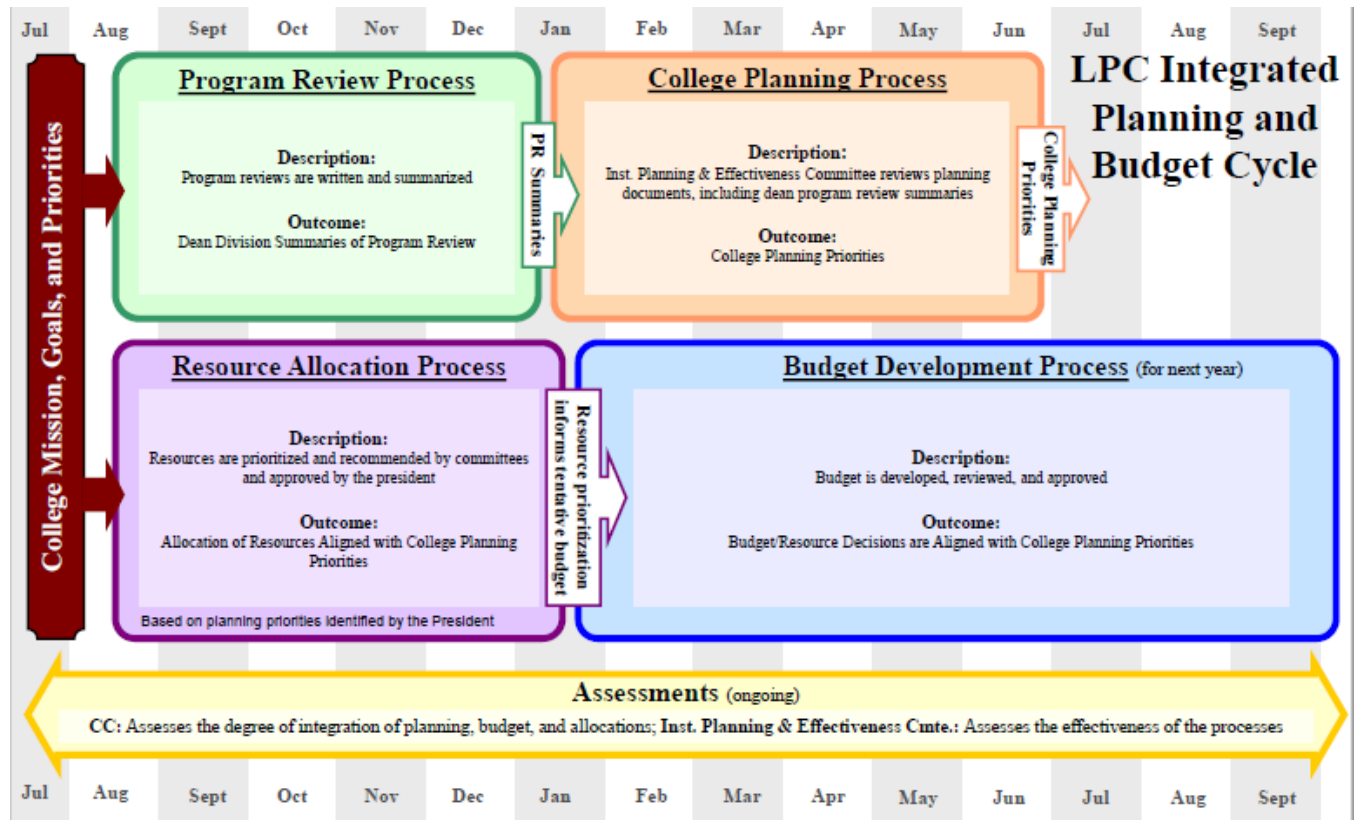 Jul Aug Sept Oct Nov Dec Jan Feb Mar Apr May Jun Jul Aug Sept
LPC Integrated
Planning and
Budget Cycle
College Mission, Goals, and Priorities
Program Review Process
Description:
Program reviews are written and summarized
Outcome:
Dean Division Summaries of Program Review
PR Summaries
College Planning Process
Description:
Inst. Planning & Effectiveness Committee reviews planning
documents, including dean program review summaries
Outcome:
College Planning Priorities
College Planning
Priorities
Resource Allocation Process
Description:
Resources are prioritized and recommended by committees
and approved by the president
Outcome:
Allocation of Resources Aligned with College Planning
Priorities
Based on planning priorities identified by the President
Resource prioritization
informs tentative budget
Budget Development Process (for next year)
Description:
Budget is developed, reviewed, and approved
Outcome:
Budget/Resource Decisions are Aligned with College Planning Priorities
Assessments (ongoing)
CC: Assesses the degree of integration of planning, budget, and allocations; Inst. Planning & Effectiveness Cmte.: Assesses the effectiveness of the processes
Jul Aug Sept Oct Nov Dec Jan Feb Mar Apr May Jun Jul Aug Sept